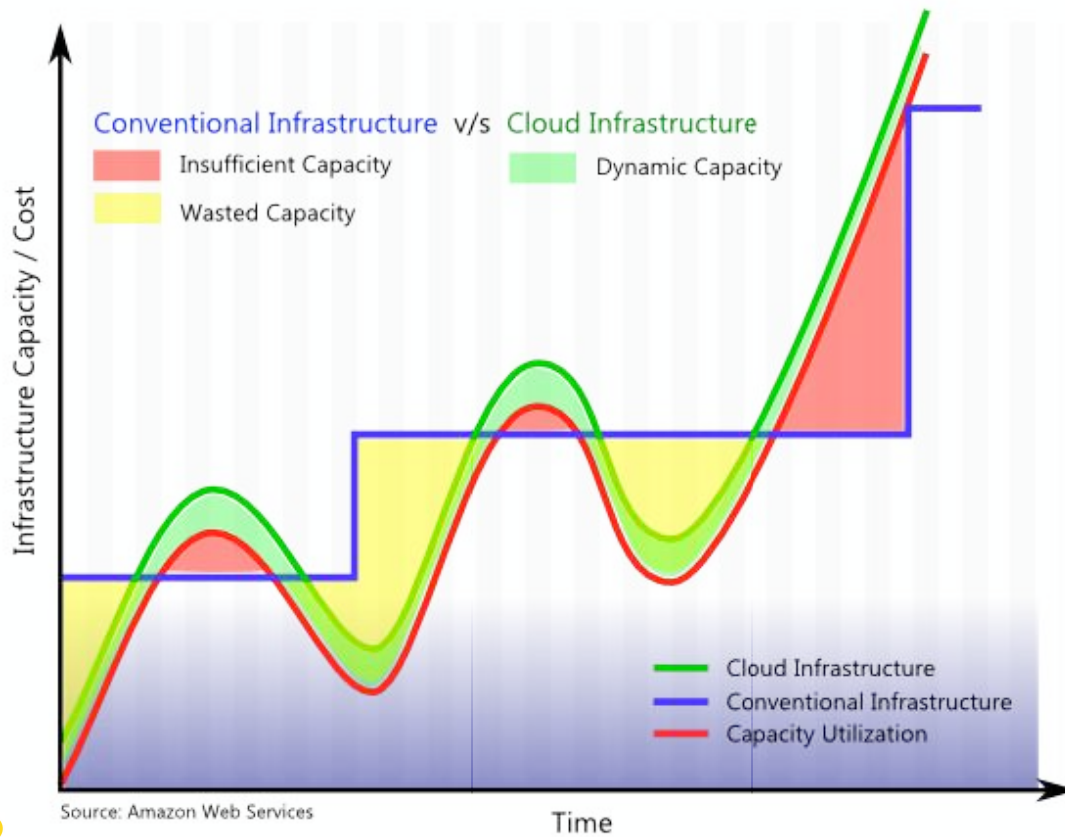 Conventional Infrastructure v/s Cloud Infrastructure
Insufficient Capacity
Dynamic Capacity
Wasted Capacity
Infrastructure Capacity / Cost
Cloud Infrastructure
Conventional Infrastructure
Capacity Utilization
Source: Amazon Web Services
Time